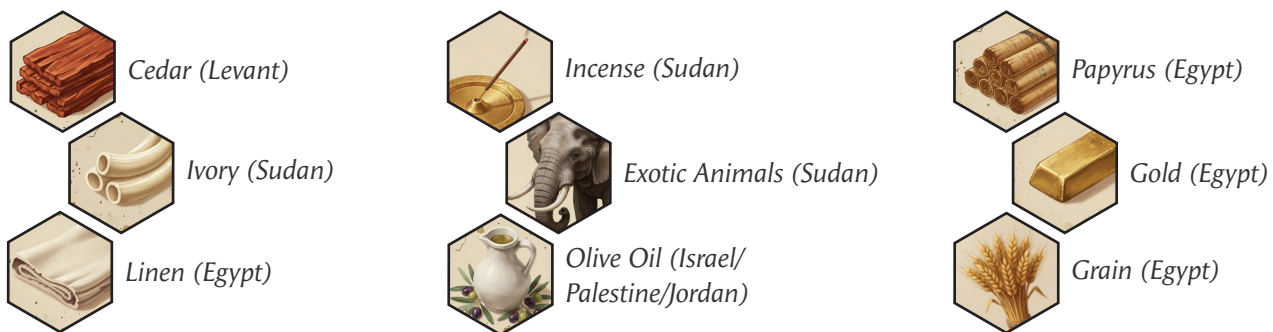 Cedar (Levant)
Ivory (Sudan)
Linen (Egypt)
Incense (Sudan)
Exotic Animals (Sudan)
Olive Oil (Israel/
Palestine/Jordan)
Papyrus (Egypt)
Gold (Egypt)
Grain (Egypt)